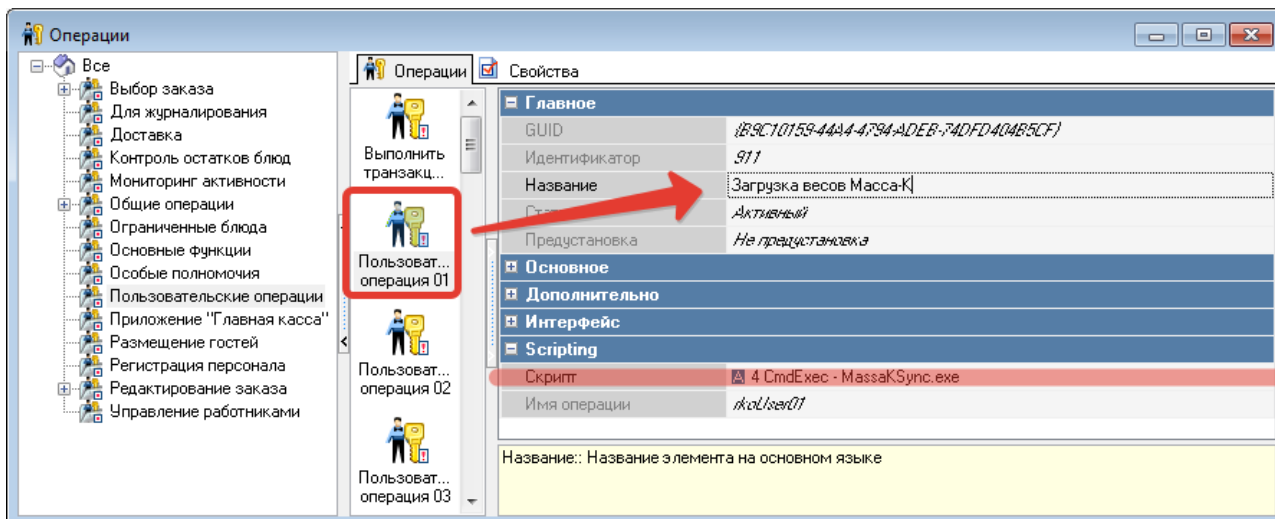 Операции
Все
Выбор заказа
Для журналирования
Доставка
Контроль остатков блюд
Мониторинг активности
Общие операции
Ограниченные блюда
Основные функции
Особые полномочия
Пользовательские операции
Приложение "Главная касса"
Размещение гостей
Регистрация персонала
Редактирование заказа
Управление работниками
Операции
Свойства
Выполнить
транзакц...
Пользоват...
операция 01
Пользоват...
операция 02
Пользоват...
операция 03
Главное
GUID {B9C10159-44A4-4794-ADEB-74DFD404B5CF}
Идентификатор 911
Название Загрузка весов Масса-К
Активный
Предустановка Не предустановка
Основное
Дополнительно
Интерфейс
Scripting
Скрипт 4 CmdExec - MassaKSync.exe
Имя операции rkoUser01
Название:: Название элемента на основном языке